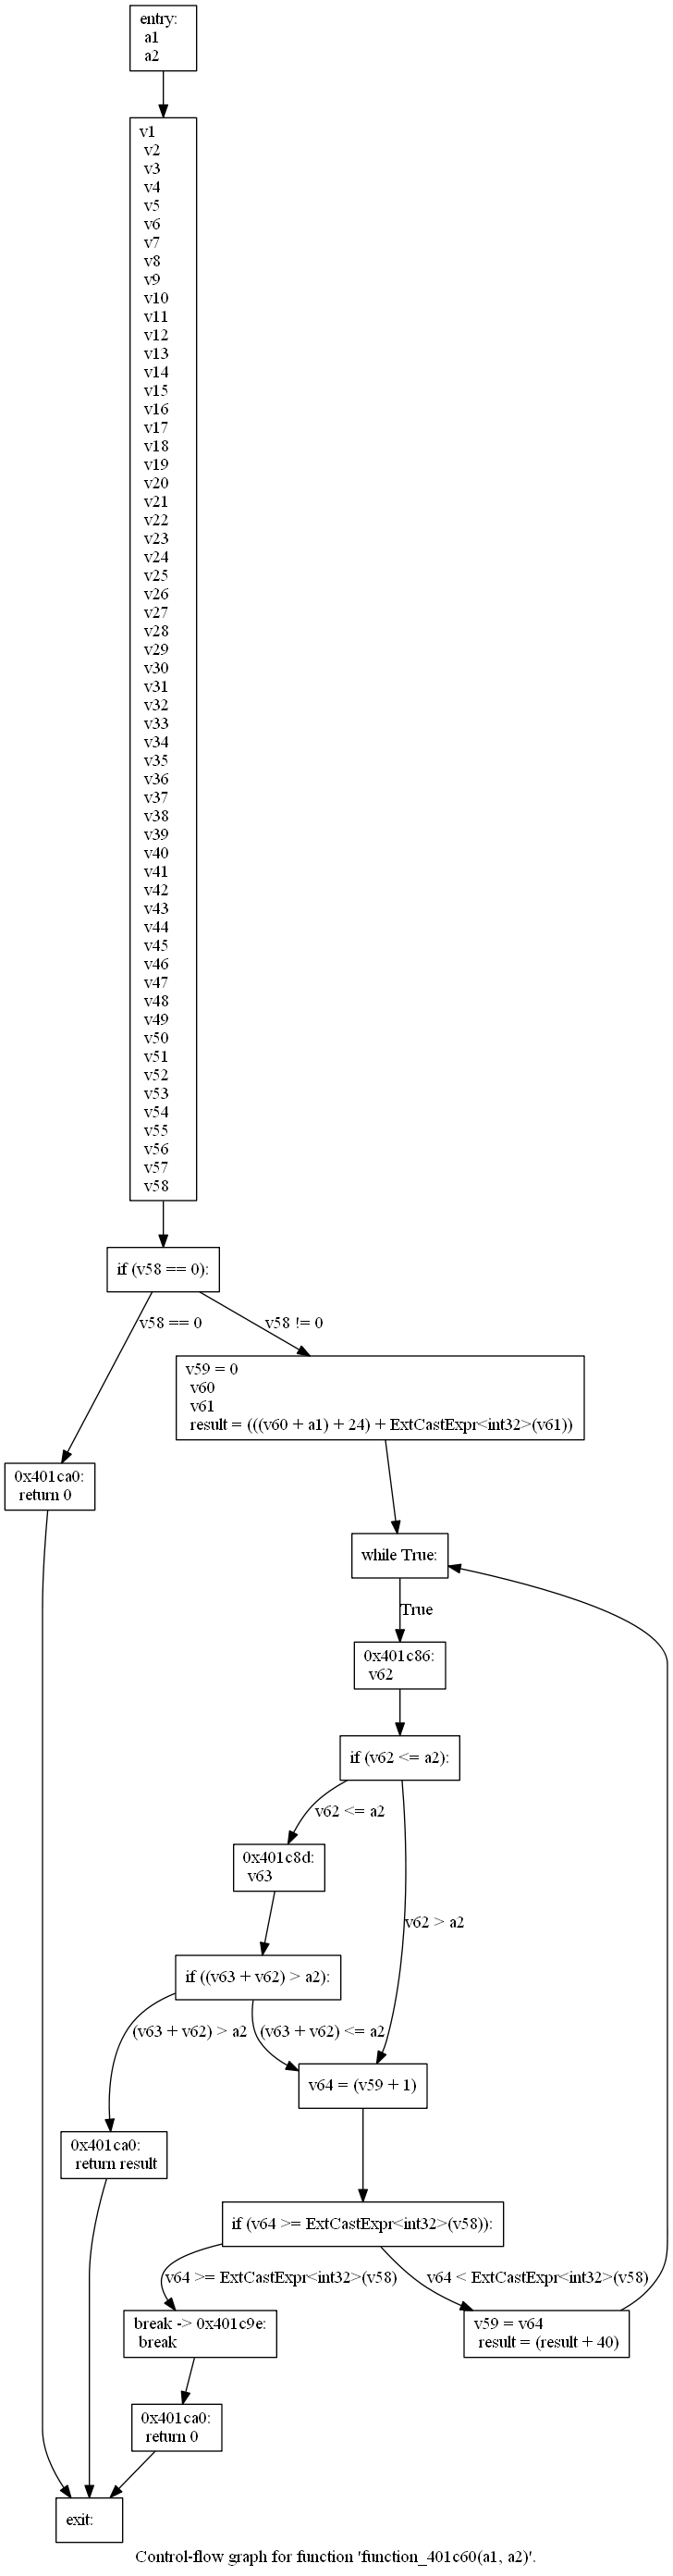 entry:
a1
a2
v1
v2
v3
v4
v5
v6
v7
v8
v9
v10
v11
v12
v13
v14
v15
v16
v17
v18
v19
v20
v21
v22
v23
v24
v25
v26
v27
v28
v29
v30
v31
v32
v33
v34
v35
v36
v37
v38
v39
v40
v41
v42
v43
v44
v45
v46
v47
v48
v49
v50
v51
v52
v53
v54
v55
v56
v57
v58
if (v58 == 0):
v58 == 0
v58 != 0
v59 = 0
v60
v61
result = (((v60 + a1) + 24) + ExtCastExpr<int32>(v61))
0x401ca0:
return 0
while True:
True
0x401c86:
v62
if (v62 <= a2):
v62 <= a2
0x401c8d:
v63
v62 > a2
if ((v63 + v62) > a2):
(v63 + v62) > a2
(v63 + v62) <= a2
v64 = (v59 + 1)
0x401ca0:
return result
if (v64 >= ExtCastExpr<int32>(v58)):
v64 >= ExtCastExpr<int32>(v58)
v64 < ExtCastExpr<int32>(v58)
break -> 0x401c9e:
break
v59 = v64
result = (result + 40)
0x401ca0:
return 0
exit:
Control-flow graph for function 'function_401c60(a1, a2)'.